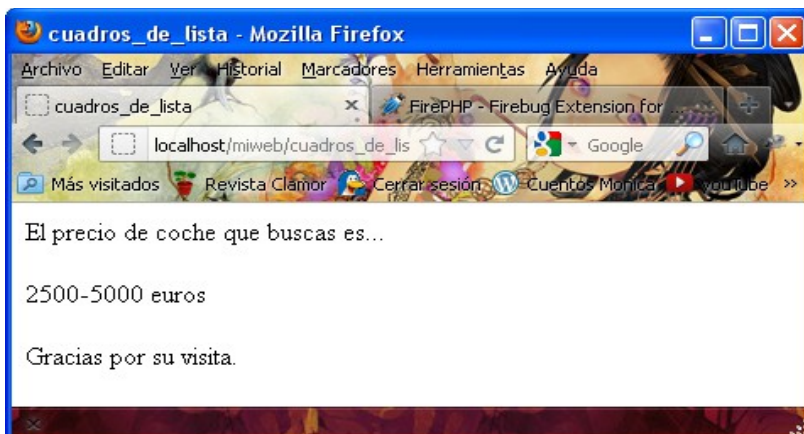 cuadros_de_lista - Mozilla Firefox
Archivo Editar Ver Historial Marcadores Herramientas Ayuda
cuadros_de_lista
FirePHP - Firebug Extension for
localhost/miweb/cuadros_de_lis
Google
Más visitados Revista Clamor Cerrar sesión Cuentos Monica youtube »
El precio de coche que buscas es...
2500-5000 euros
Gracias por su visita.